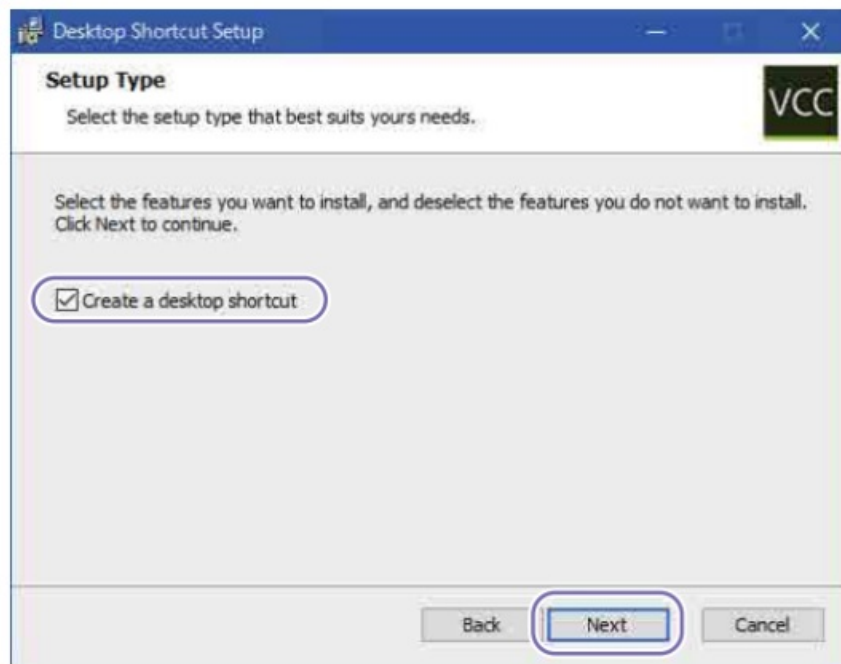 Desktop Shortcut Setup
Setup Type
Select the setup type that best suits yours needs.
VCC
Select the features you want to install, and deselect the features you do not want to install.
Click Next to continue.
Create a desktop shortcut
Back Next Cancel